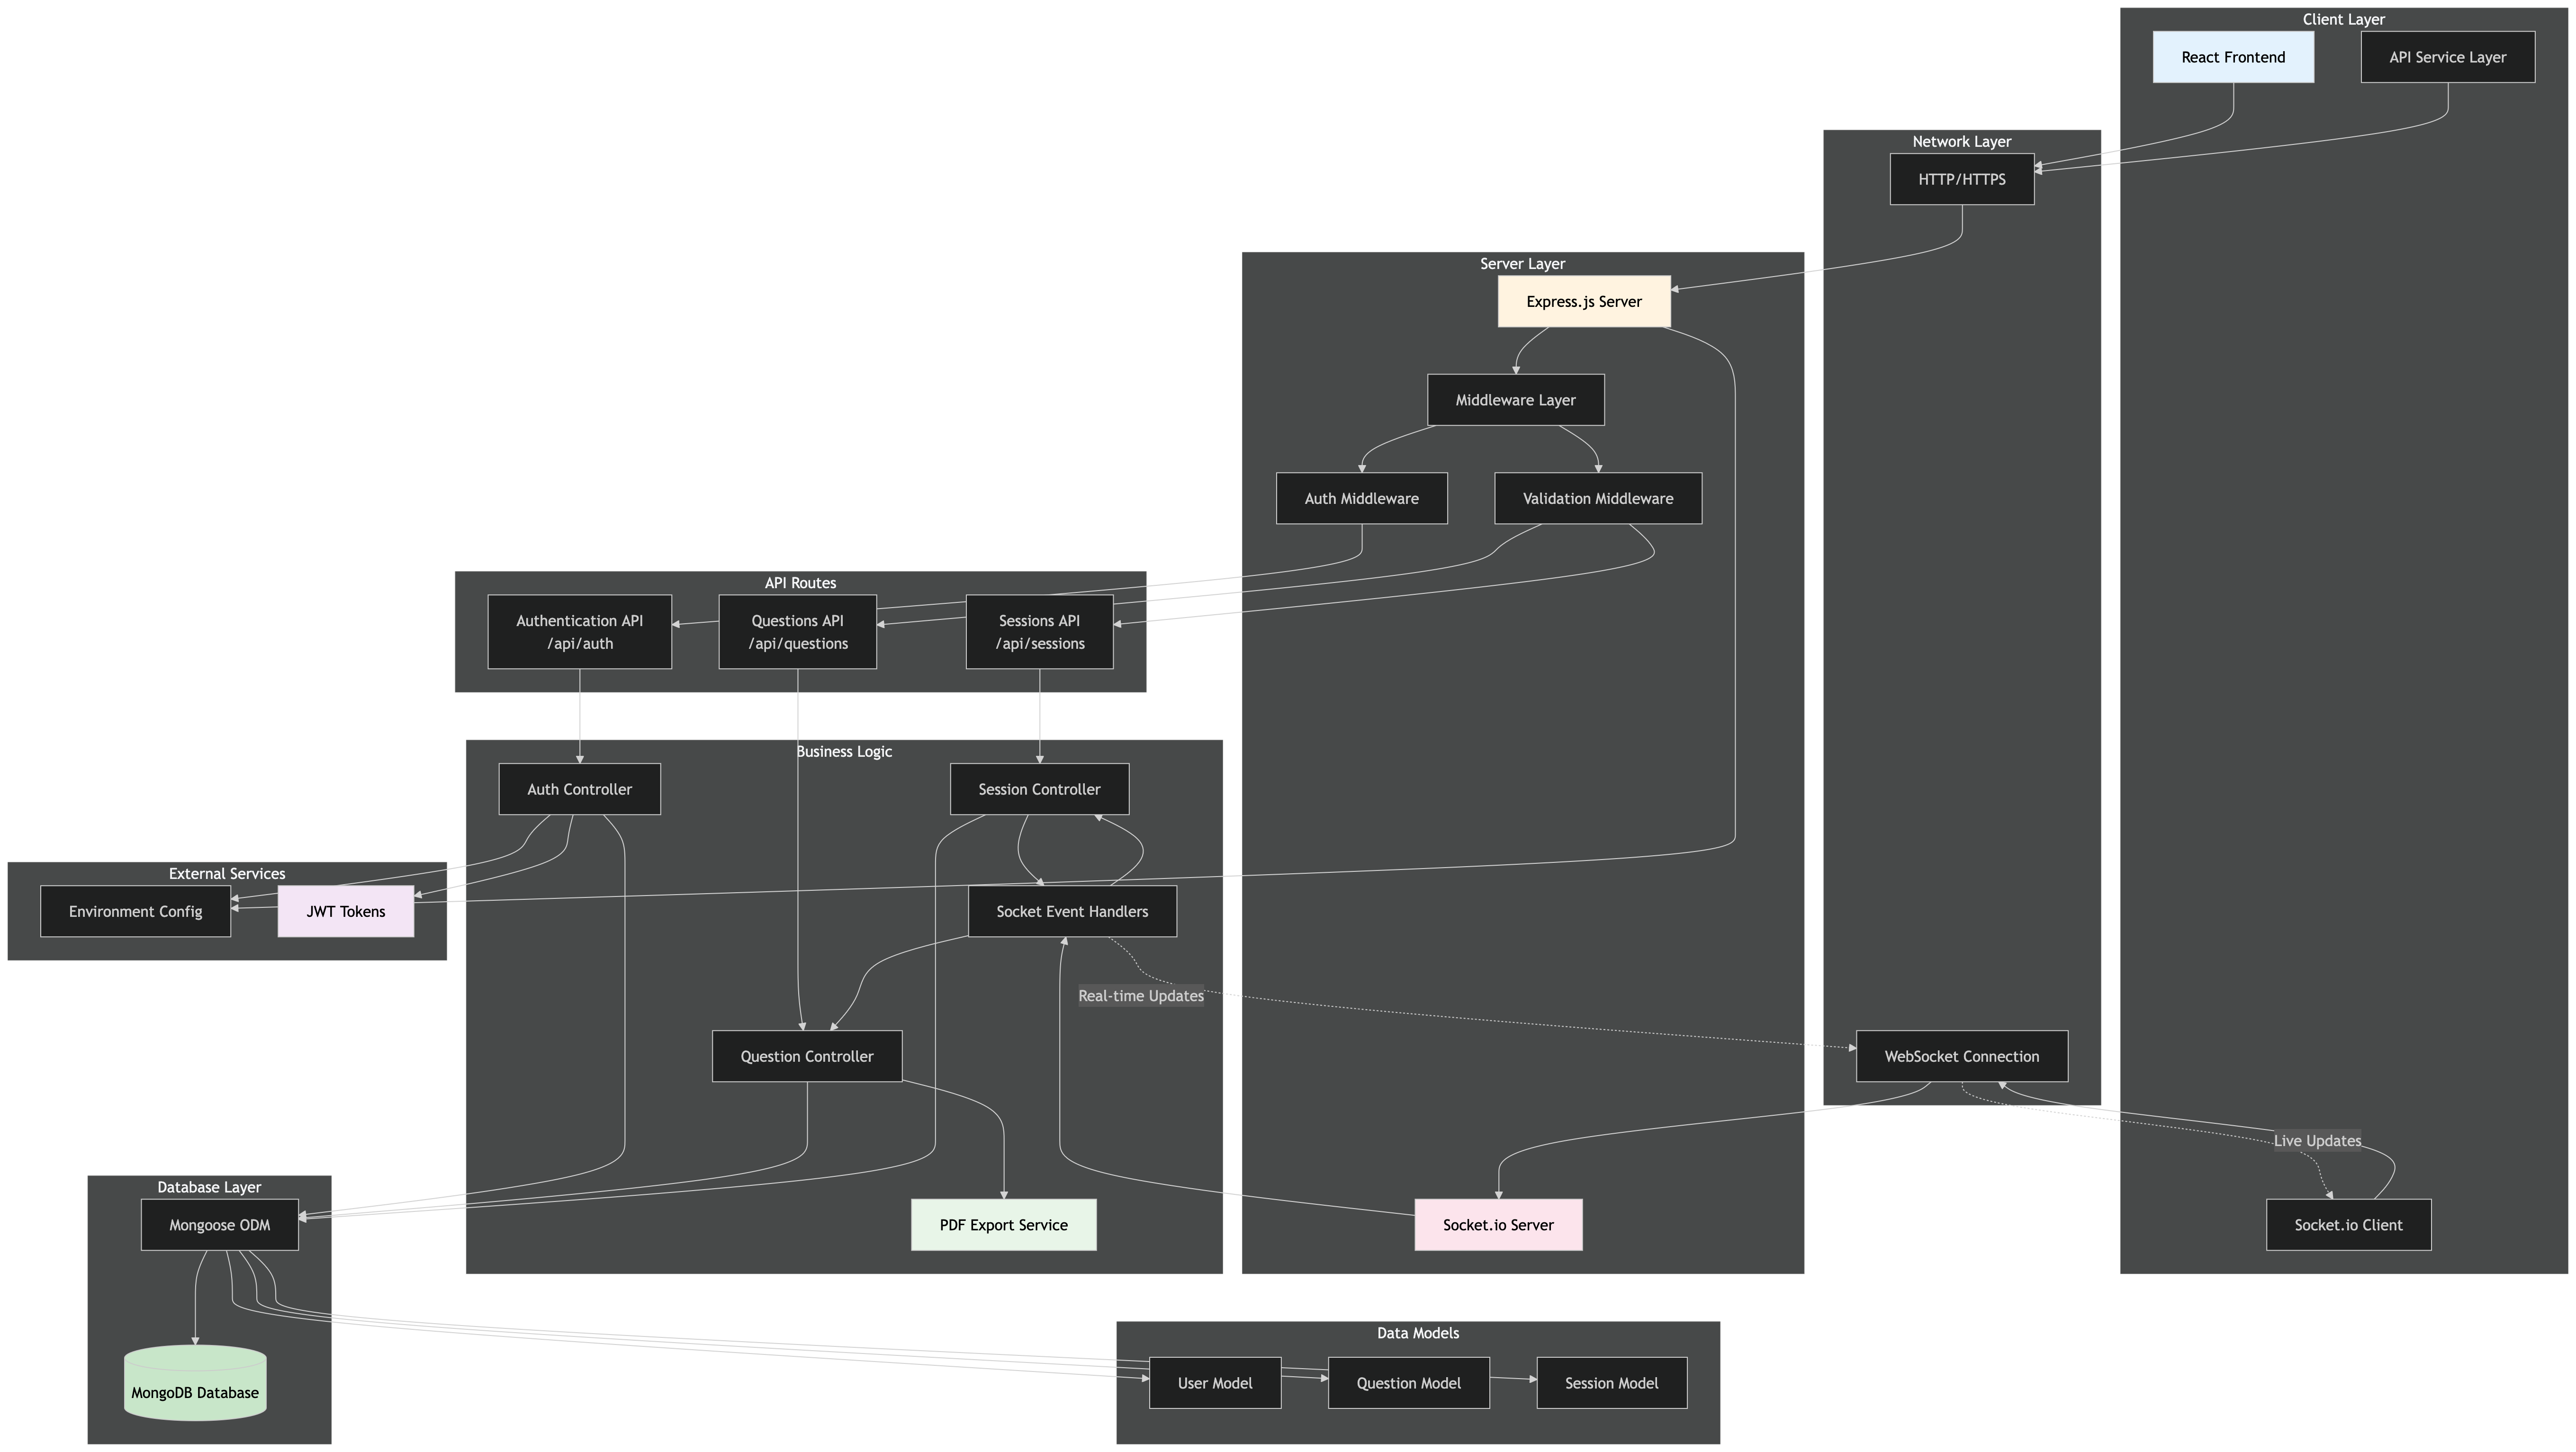 Client Layer
React Frontend
API Service Layer
Network Layer
HTTP/HTTPS
Server Layer
Express.js Server
Middleware Layer
Auth Middleware
Validation Middleware
API Routes
Authentication API
/api/auth
Questions API
/api/questions
Sessions API
/api/sessions
Business Logic
Auth Controller
Session Controller
External Services
Environment Config
JWT Tokens
Socket Event Handlers
Real-time Updates
Question Controller
WebSocket Connection
Live Updates
Database Layer
Mongoose ODM
PDF Export Service
Socket.io Server
Socket.io Client
Data Models
User Model
Question Model
Session Model
MongoDB Database